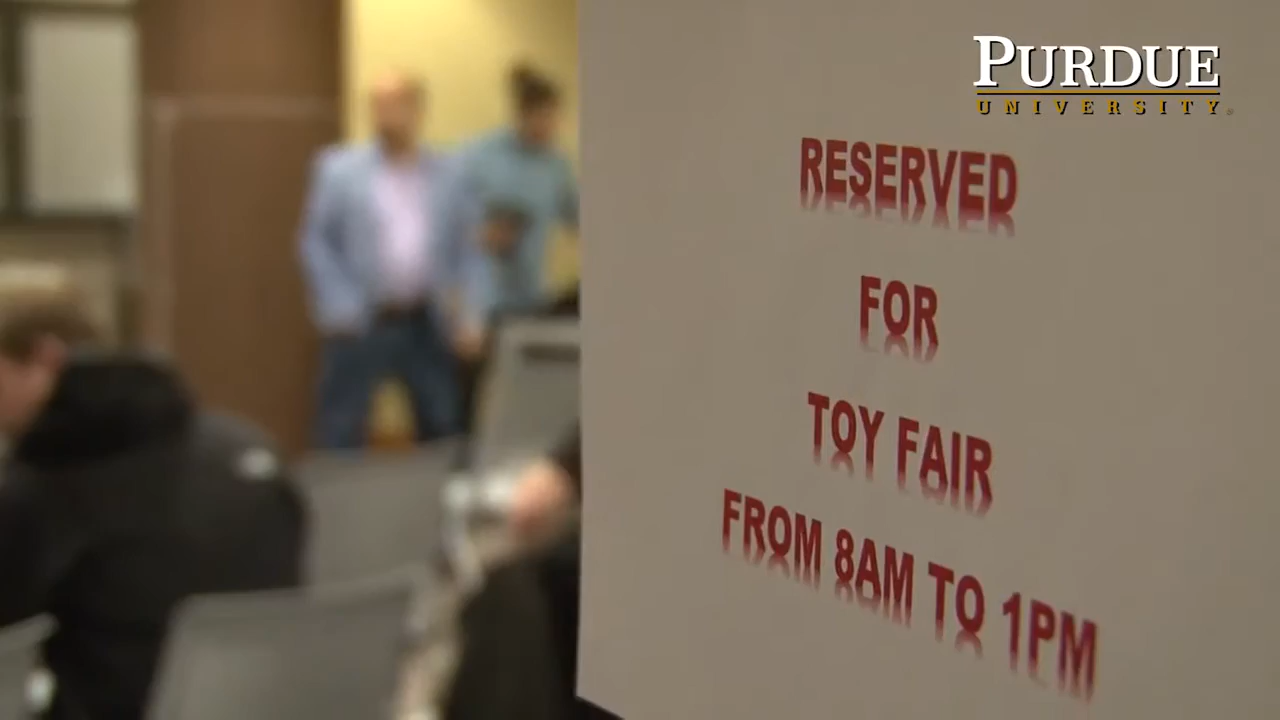 PURDUE
UNIVERSITY
RESERVED
FOR
TOY FAIR
FROM 8AM TO 1PM